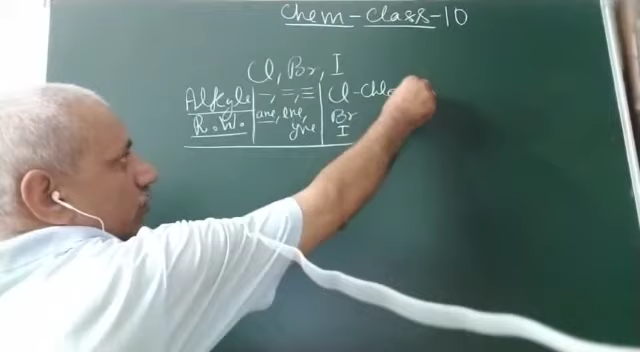 Chem-Class-10
Cl, Br, I
Alkyle | -, =, ≡ | Cl - Chlo
R.W. | ane, ene, yne | Br
I